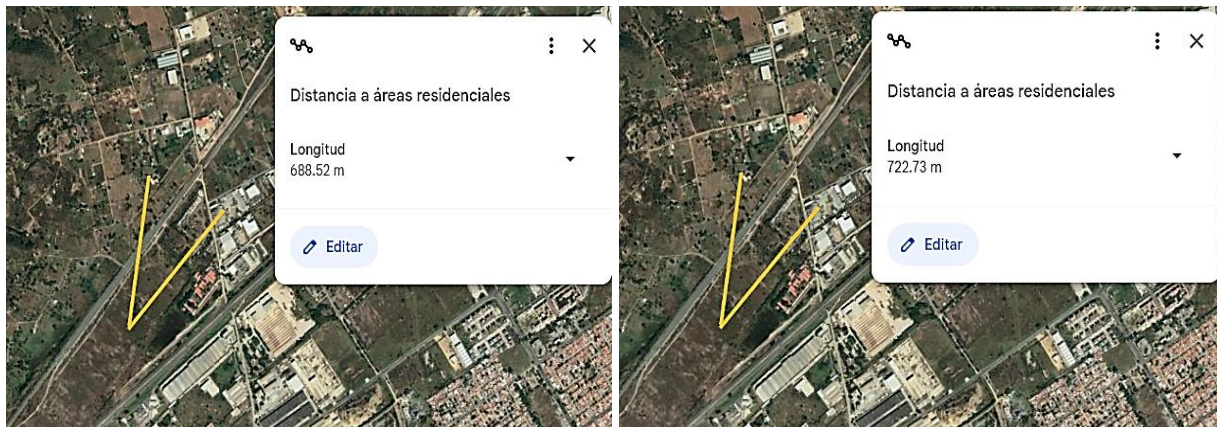 Distancia a áreas residenciales
Longitud
688.52 m
Editar
Distancia a áreas residenciales
Longitud
722.73 m
Editar